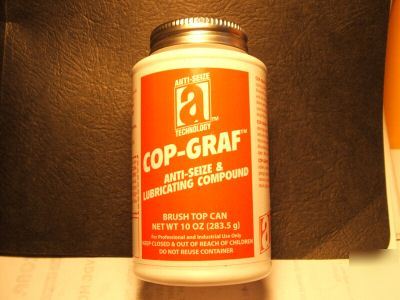 ANTI-SEIZE
a™
TECHNOLOGY
COP-GRAF™
ANTI-SEIZE &
LUBRICATING COMPOUND
BRUSH TOP CAN
NET WT 10 OZ (283.5 g)
For Professional and Industrial Use Only
KEEP CLOSED & OUT OF REACH OF CHILDREN
DO NOT REUSE CONTAINER